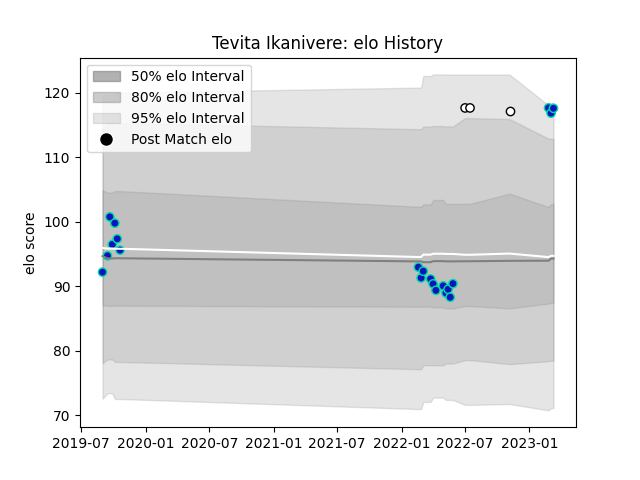 Tevita Ikanivere: elo History
50% elo Interval
80% elo Interval
95% elo Interval
Post Match elo
elo score
120
110
100
90
80
70
2019-07 2020-01 2020-07 2021-01 2021-07 2022-01 2022-07 2023-01